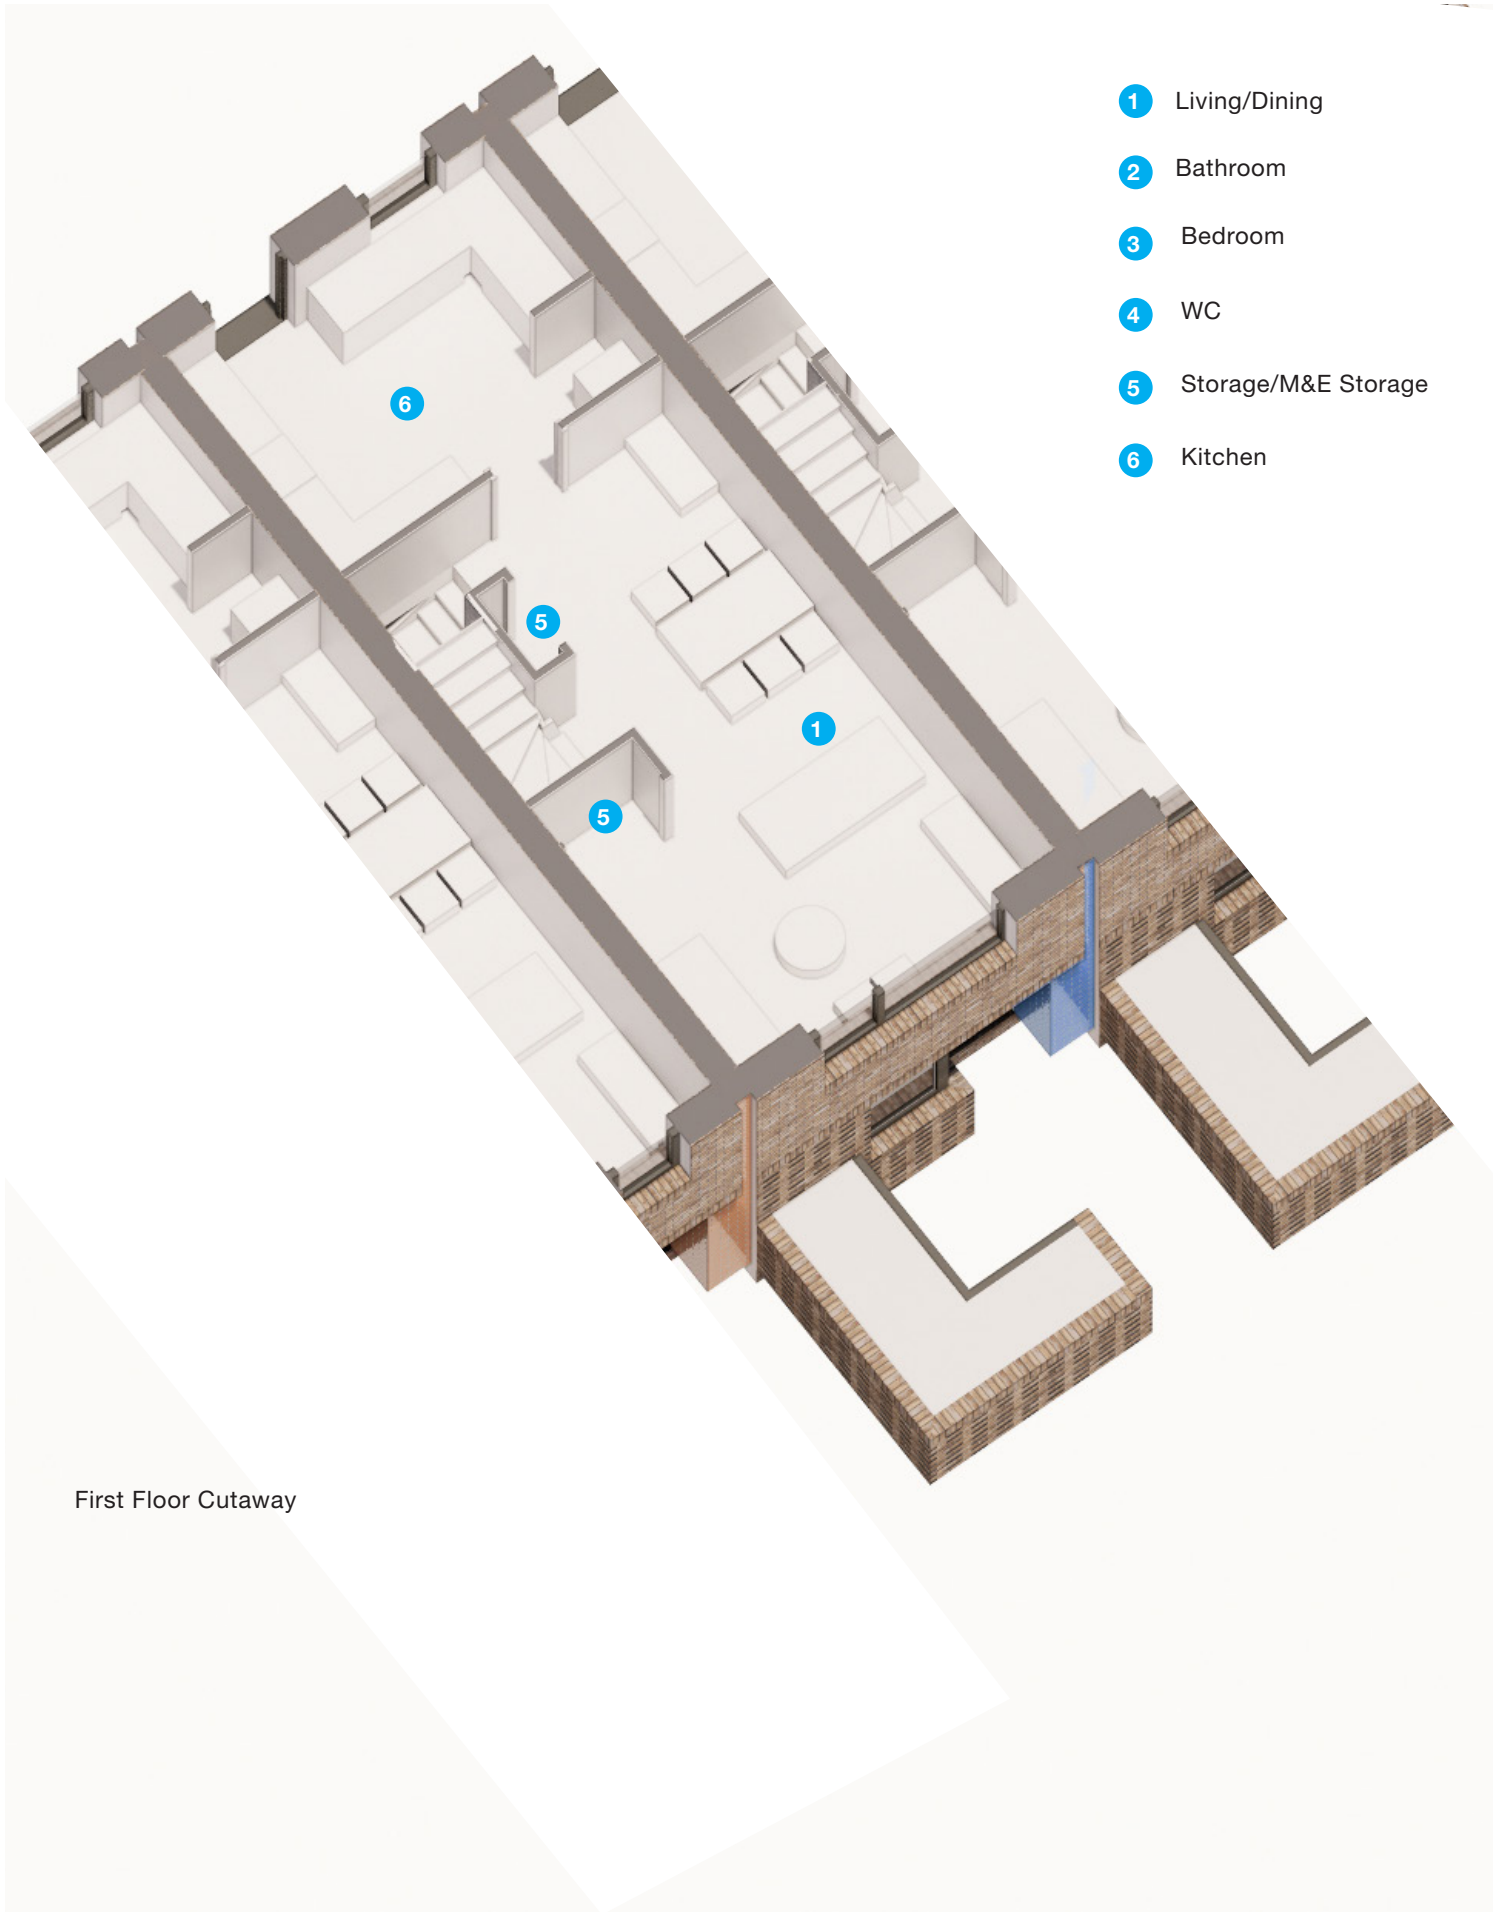 1 Living/Dining
2 Bathroom
3 Bedroom
4 WC
5 Storage/M&E Storage
6 Kitchen
6
5
1
5
First Floor Cutaway